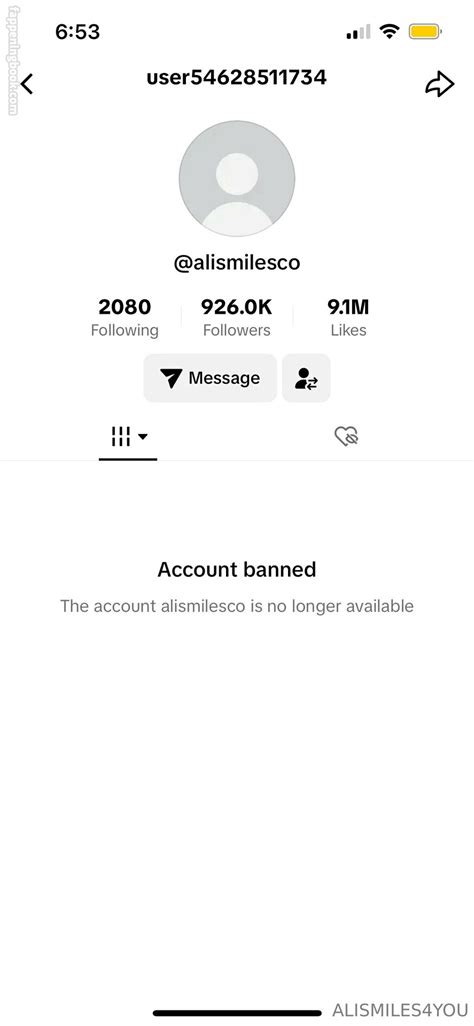 fappeningbook.com
6:53
user54628511734
@alismilesco
2080 926.0K 9.1M
Following Followers Likes
Message
Account banned
The account alismilesco is no longer available
ALISMILES4YOU